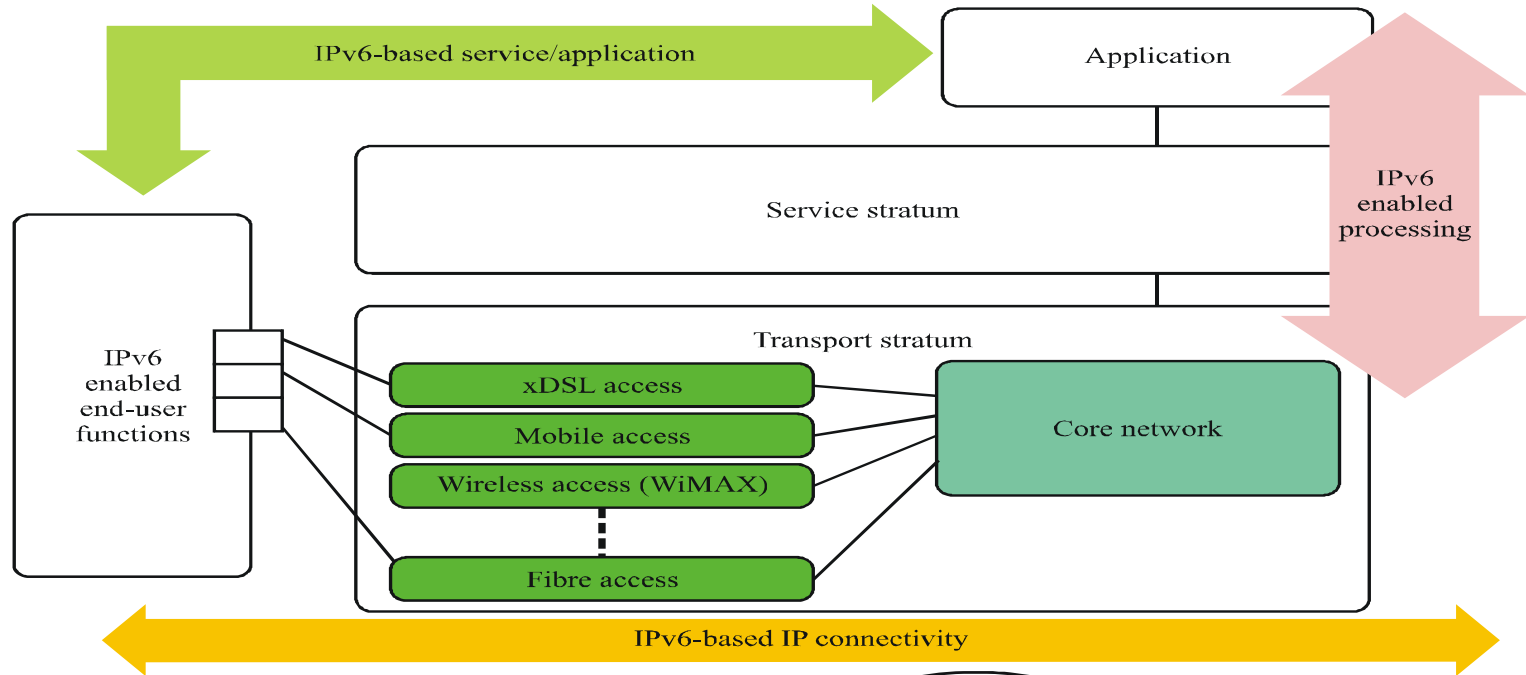 IPv6-based service/application
Application
IPv6
enabled
processing
Service stratum
IPv6
enabled
end-user
functions
Transport stratum
xDSL access
Mobile access
Wireless access (WiMAX)
Fibre access
Core network
IPv6-based IP connectivity